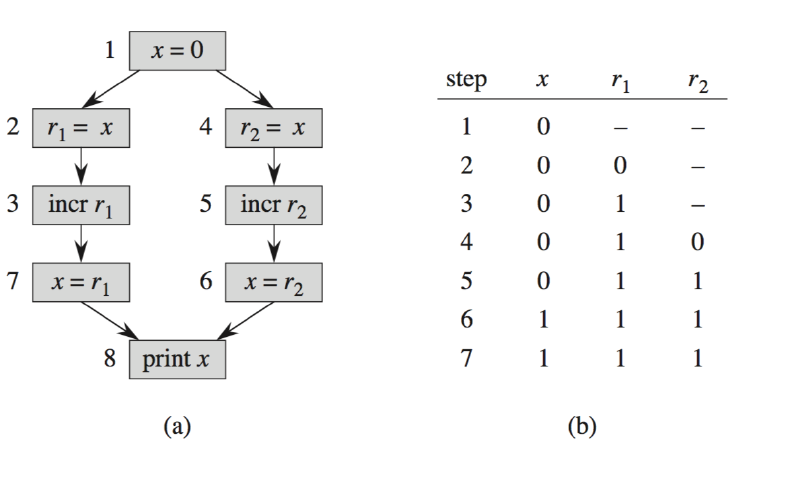 1 x = 0
2 r₁ = x 4 r₂ = x
3 incr r₁ 5 incr r₂
7 x = r₁ 6 x = r₂
8 print x
(a)
step x r₁ r₂
1 0 – –
2 0 0 –
3 0 1 –
4 0 1 0
5 0 1 1
6 1 1 1
7 1 1 1
(b)